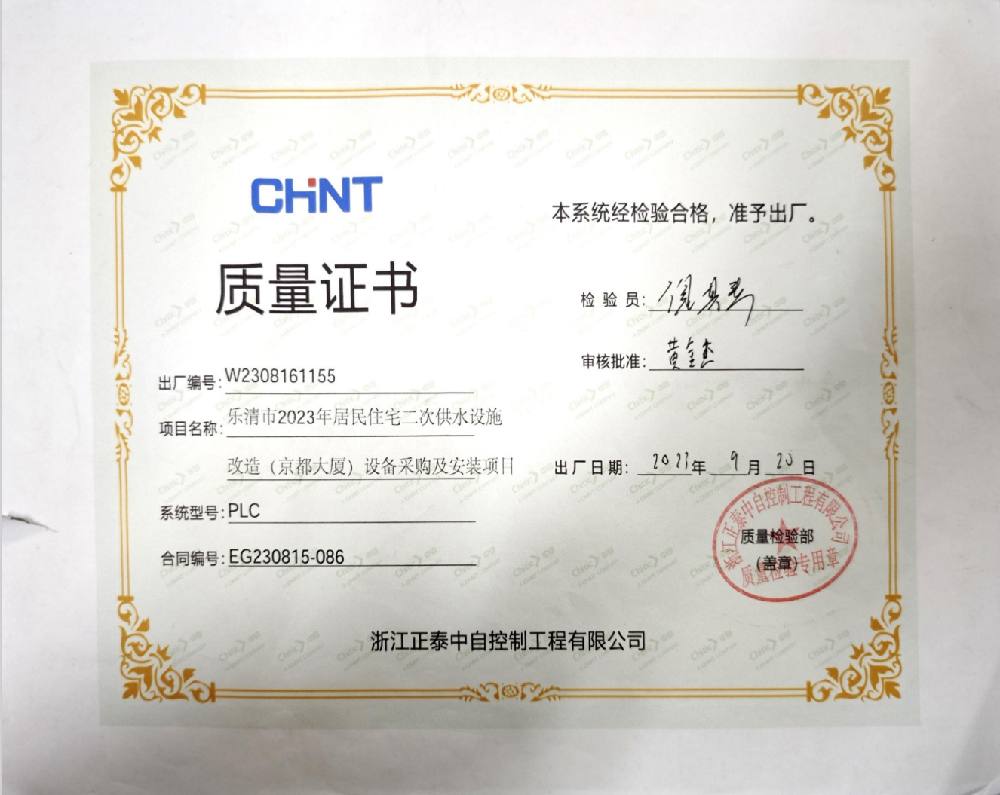 CHNT
质量证书
出厂编号：W2308161155
项目名称：乐清市2023年居民住宅二次供水设施
改造（京都大厦）设备采购及安装项目
系统型号：PLC
合同编号：EG230815-086
本系统经检验合格，准予出厂。
检验员：
审核批准：黄金杰
出厂日期：2023年9月20日
浙江正泰中自控制工程有限公司
质量检验部
（盖章）
质量检验专用章
浙江正泰中自控制工程有限公司